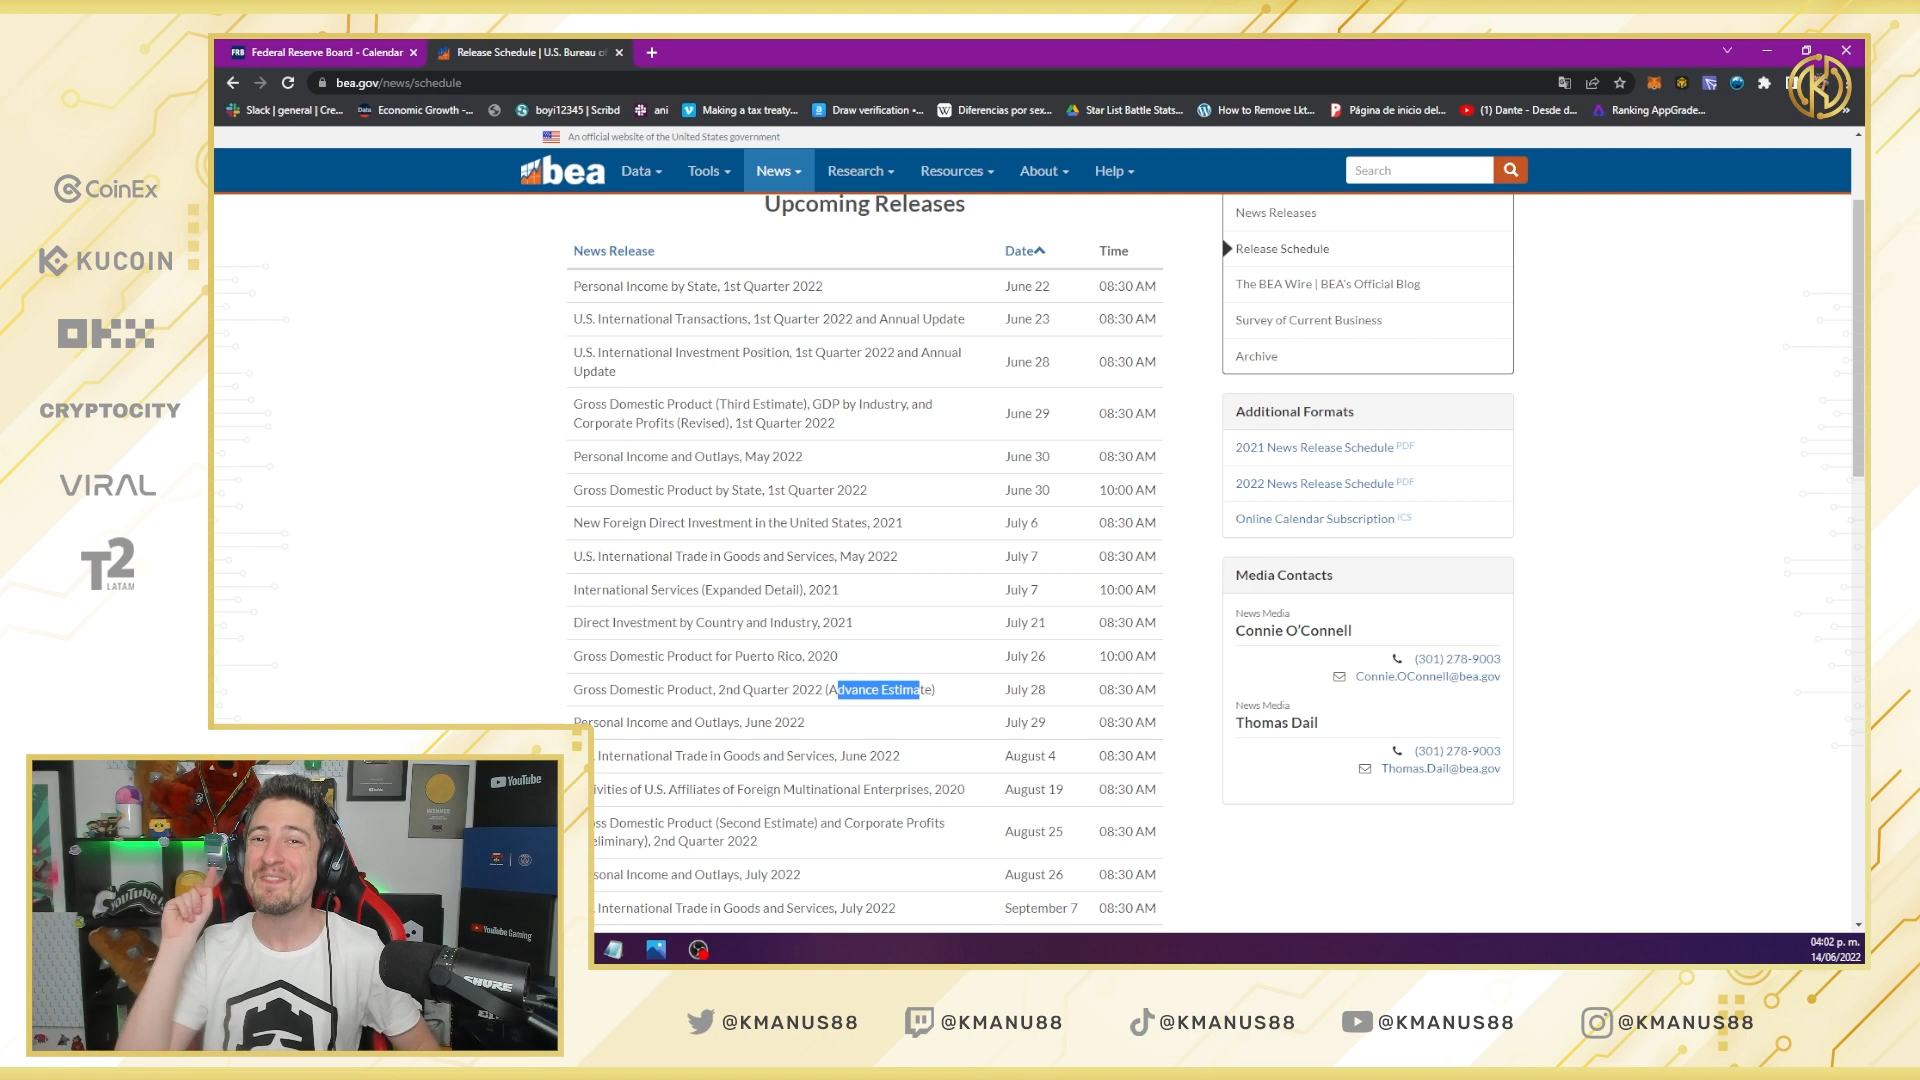 FRB Federal Reserve Board - Calendar
Release Schedule | U.S. Bureau of
bea.gov/news/schedule
Slack | general | Cre...
Economic Growth -...
boyi12345 | Scribd
ani
Making a tax treaty...
Draw verification •...
Diferencias por sex...
Star List Battle Stats...
How to Remove Lkt...
Página de inicio del...
(1) Dante - Desde d...
Ranking AppGrade...
An official website of the United States government
bea
Data
Tools
News
Research
Resources
About
Help
Search
Upcoming Releases
News Release Date Time
Personal Income by State, 1st Quarter 2022 June 22 08:30 AM
U.S. International Transactions, 1st Quarter 2022 and Annual Update June 23 08:30 AM
U.S. International Investment Position, 1st Quarter 2022 and Annual
Update June 28 08:30 AM
Gross Domestic Product (Third Estimate), GDP by Industry, and
Corporate Profits (Revised), 1st Quarter 2022 June 29 08:30 AM
Personal Income and Outlays, May 2022 June 30 08:30 AM
Gross Domestic Product by State, 1st Quarter 2022 June 30 10:00 AM
New Foreign Direct Investment in the United States, 2021 July 6 08:30 AM
U.S. International Trade in Goods and Services, May 2022 July 7 08:30 AM
International Services (Expanded Detail), 2021 July 7 10:00 AM
Direct Investment by Country and Industry, 2021 July 21 08:30 AM
Gross Domestic Product for Puerto Rico, 2020 July 26 10:00 AM
Gross Domestic Product, 2nd Quarter 2022 (Advance Estimate) July 28 08:30 AM
Personal Income and Outlays, June 2022 July 29 08:30 AM
International Trade in Goods and Services, June 2022 August 4 08:30 AM
ivities of U.S. Affiliates of Foreign Multinational Enterprises, 2020 August 19 08:30 AM
ss Domestic Product (Second Estimate) and Corporate Profits
eliminary), 2nd Quarter 2022 August 25 08:30 AM
sonal Income and Outlays, July 2022 August 26 08:30 AM
International Trade in Goods and Services, July 2022 September 7 08:30 AM
News Releases
Release Schedule
The BEA Wire | BEA's Official Blog
Survey of Current Business
Archive
Additional Formats
2021 News Release Schedule PDF
2022 News Release Schedule PDF
Online Calendar Subscription ICS
Media Contacts
News Media
Connie O'Connell
(301) 278-9003
Connie.OConnell@bea.gov
News Media
Thomas Dail
(301) 278-9003
Thomas.Dail@bea.gov
04:02 p. m.
14/06/2022
CoinEx
KUCOIN
OKX
CRYPTOCITY
VIRAL
T2
LATAM
YouTube
YouTube
YouTube Gaming
SHURE
@KMANUS88
@KMANU88
@KMANUS88
@KMANUS88
@KMANUS88